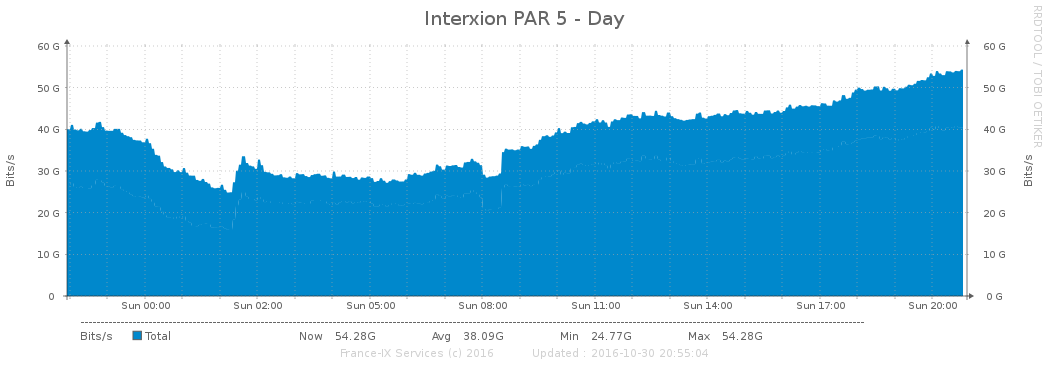 Interxion PAR 5 - Day
RRDTOOL / TOBI OETIKER
60 G 60 G
50 G 50 G
40 G 40 G
30 G 30 G
20 G 20 G
10 G 10 G
0 0 G
Bits/s
Bits/s
Sun 00:00 Sun 02:00 Sun 05:00 Sun 08:00 Sun 11:00 Sun 14:00 Sun 17:00 Sun 20:00
Bits/s Total Now 54.28G Avg 38.09G Min 24.77G Max 54.28G
France-IX Services (c) 2016 Updated : 2016-10-30 20:55:04